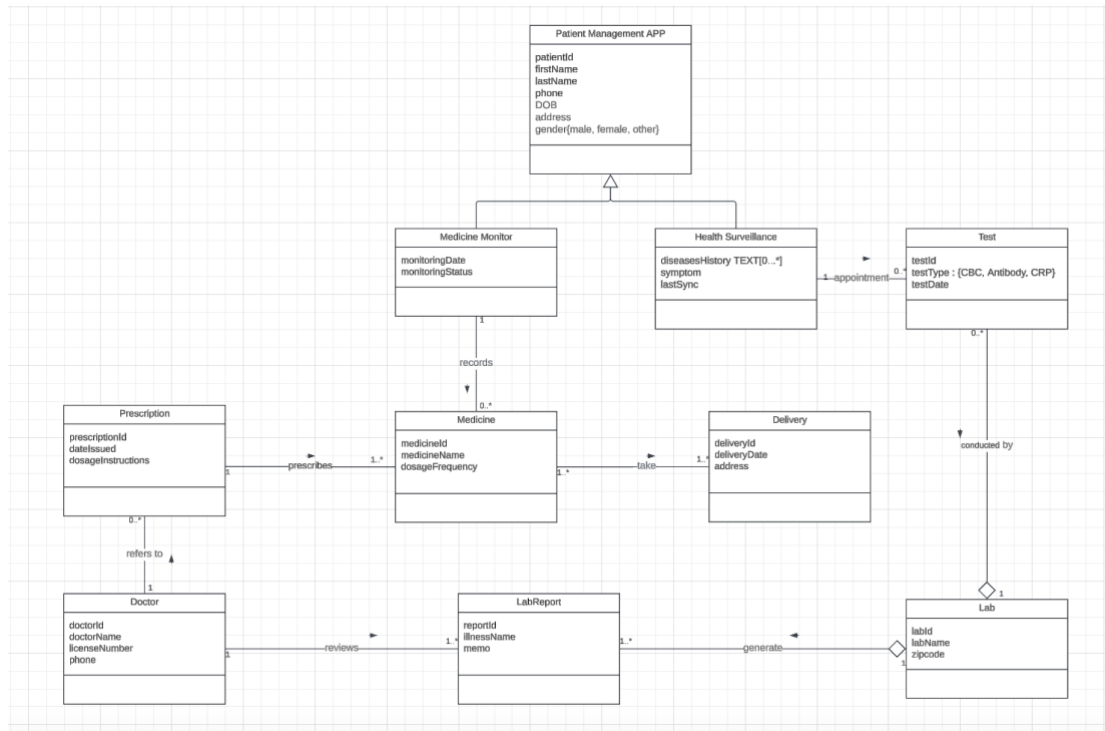 Patient Management APP
patientId
firstName
lastName
phone
DOB
address
gender{male, female, other}
Medicine Monitor
monitoringDate
monitoringStatus
1
Health Surveillance
diseasesHistory TEXT[0...*]
symptom
lastSync
1
appointment
0..*
Test
testId
testType : {CBC, Antibody, CRP}
testDate
0..*
records
0..*
Prescription
prescriptionId
dateIssued
dosageInstructions
1
prescribes
1..*
Medicine
medicineId
medicineName
dosageFrequency
1..*
take
1..*
Delivery
deliveryId
deliveryDate
address
conducted by
0..*
refers to
1
1
Doctor
doctorId
doctorName
licenseNumber
phone
1
reviews
1..*
LabReport
reportId
illnessName
memo
1..*
generate
1
Lab
labId
labName
zipcode